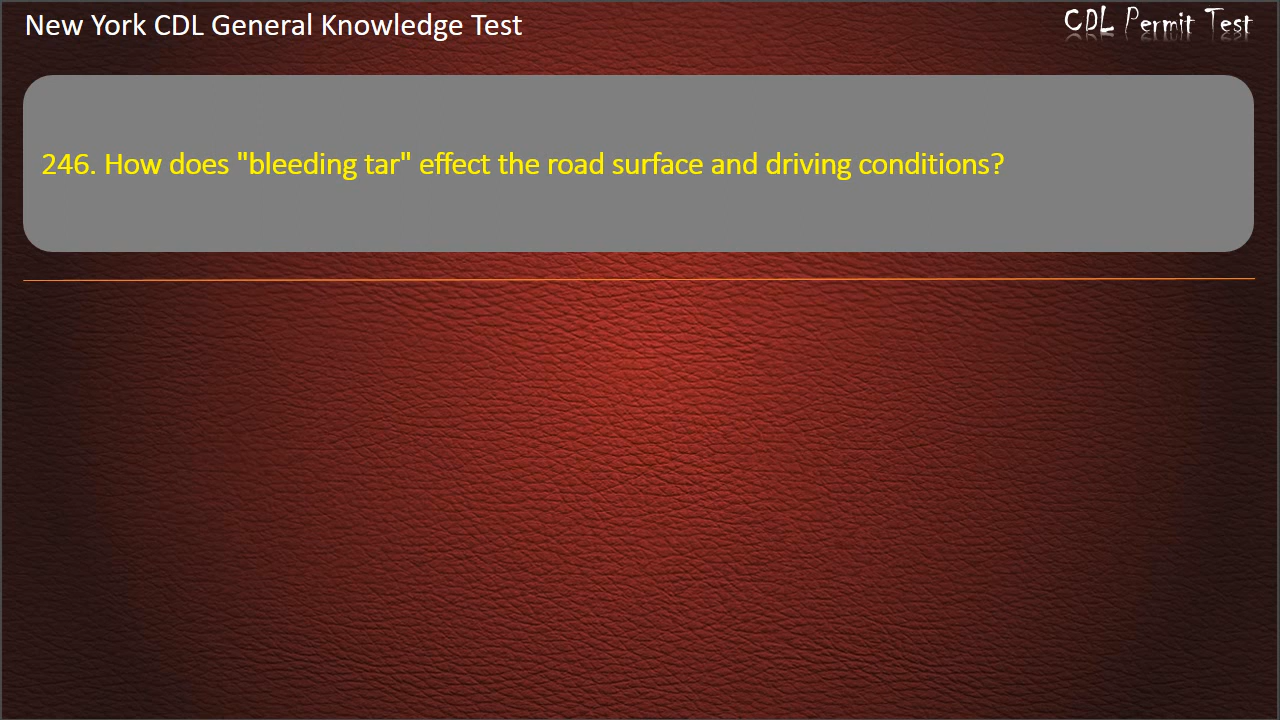 New York CDL General Knowledge Test
CDL Permit Test
246. How does "bleeding tar" effect the road surface and driving conditions?